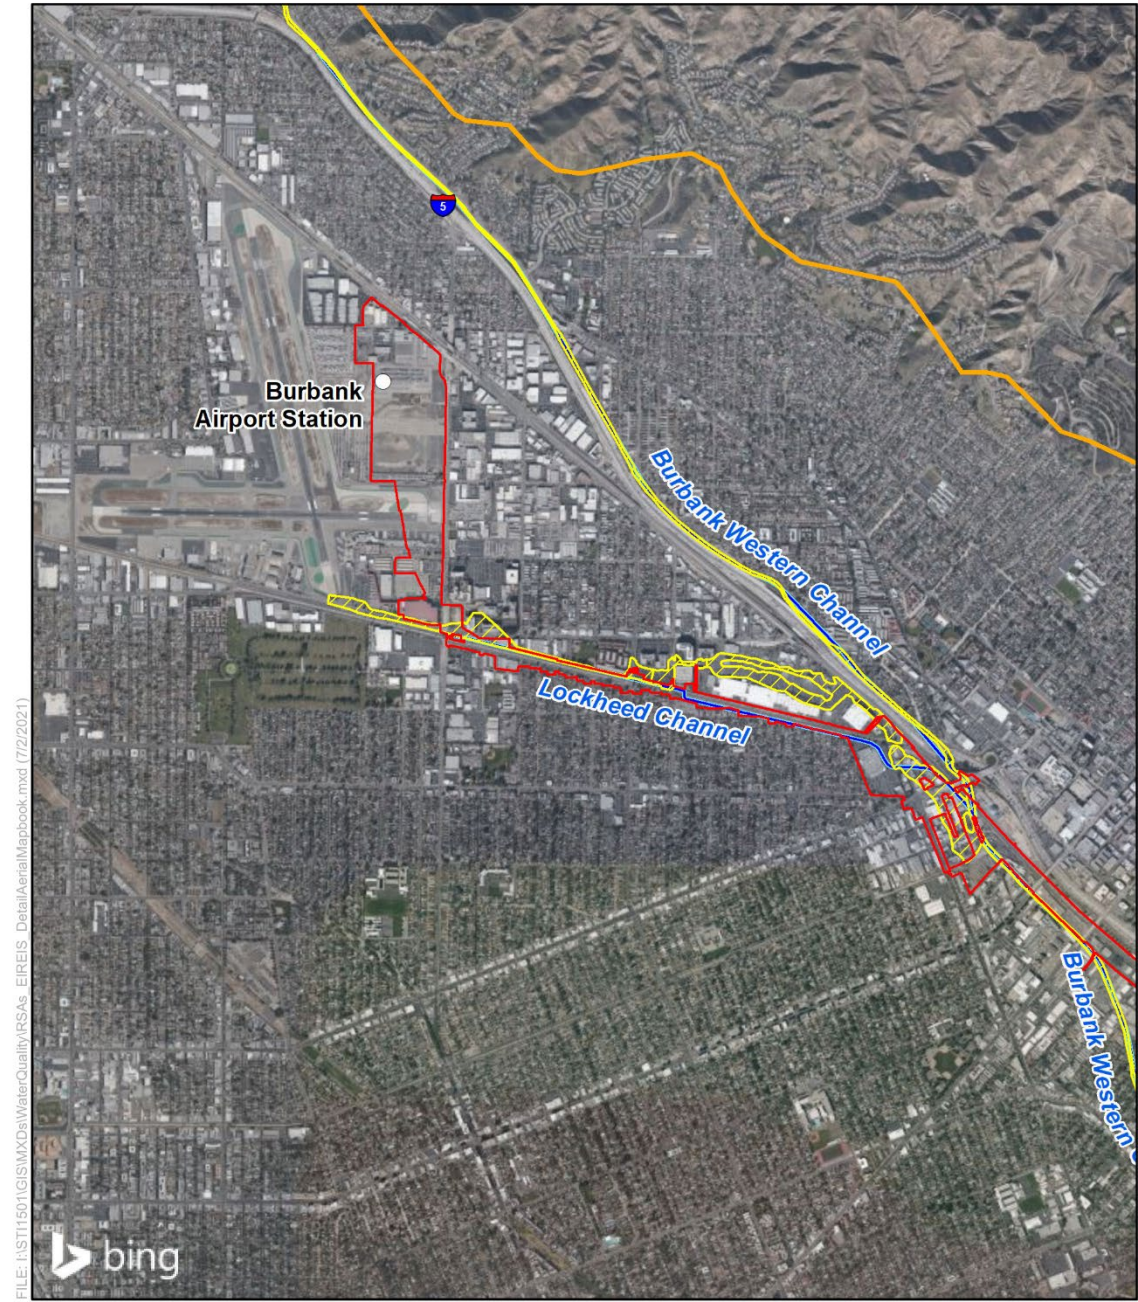 5
Burbank
Airport Station
Burbank Western Channel
Lockheed Channel
Burbank Western C
FILE: I:\STI1501\GIS\MXDs\WaterQuality\RSAs_EIREIS_DetailAerialMapbook.mxd (7/2/2021)
bing